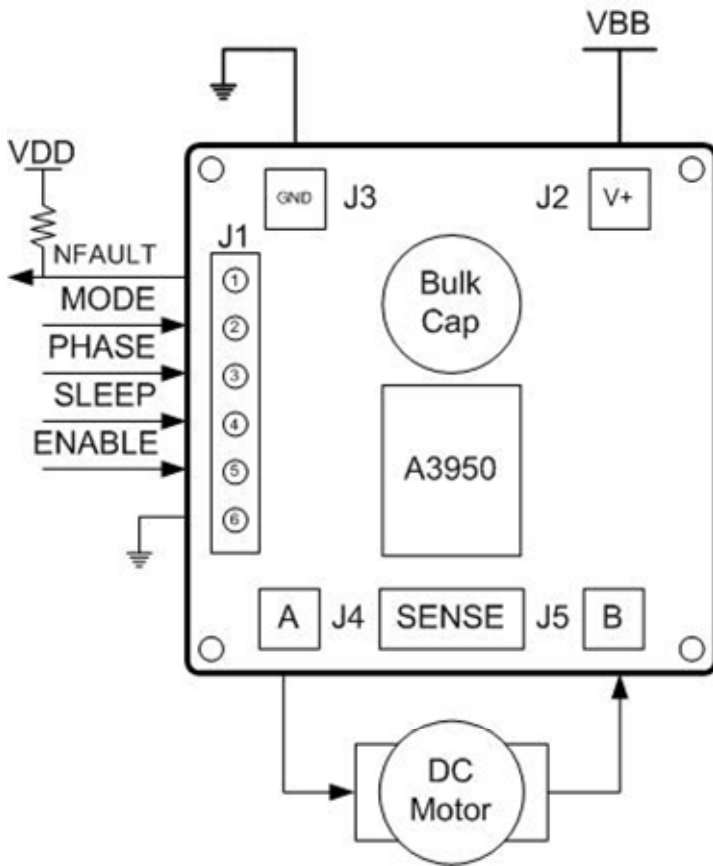 VBB
VDD
GND J3 J2 V+
J1
NFAULT
1
MODE
2
PHASE
3
SLEEP
4
ENABLE
5
6
Bulk
Cap
A3950
A J4 SENSE J5 B
DC
Motor